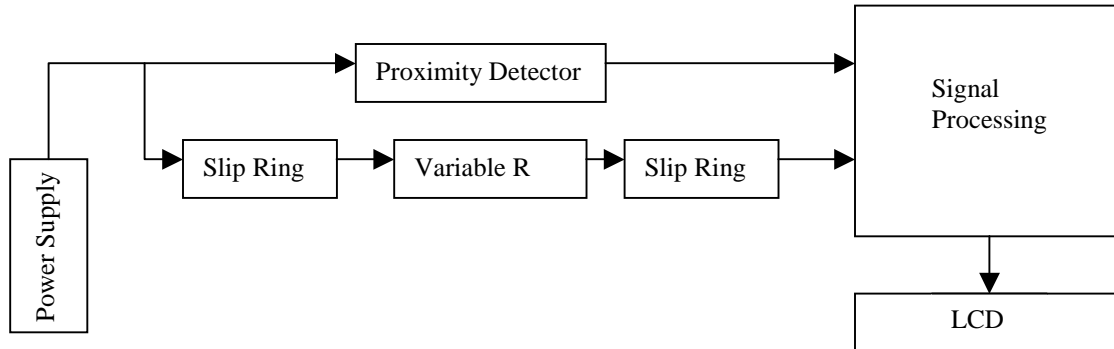 Proximity Detector
Signal
Processing
Slip Ring
Variable R
Slip Ring
Power Supply
LCD